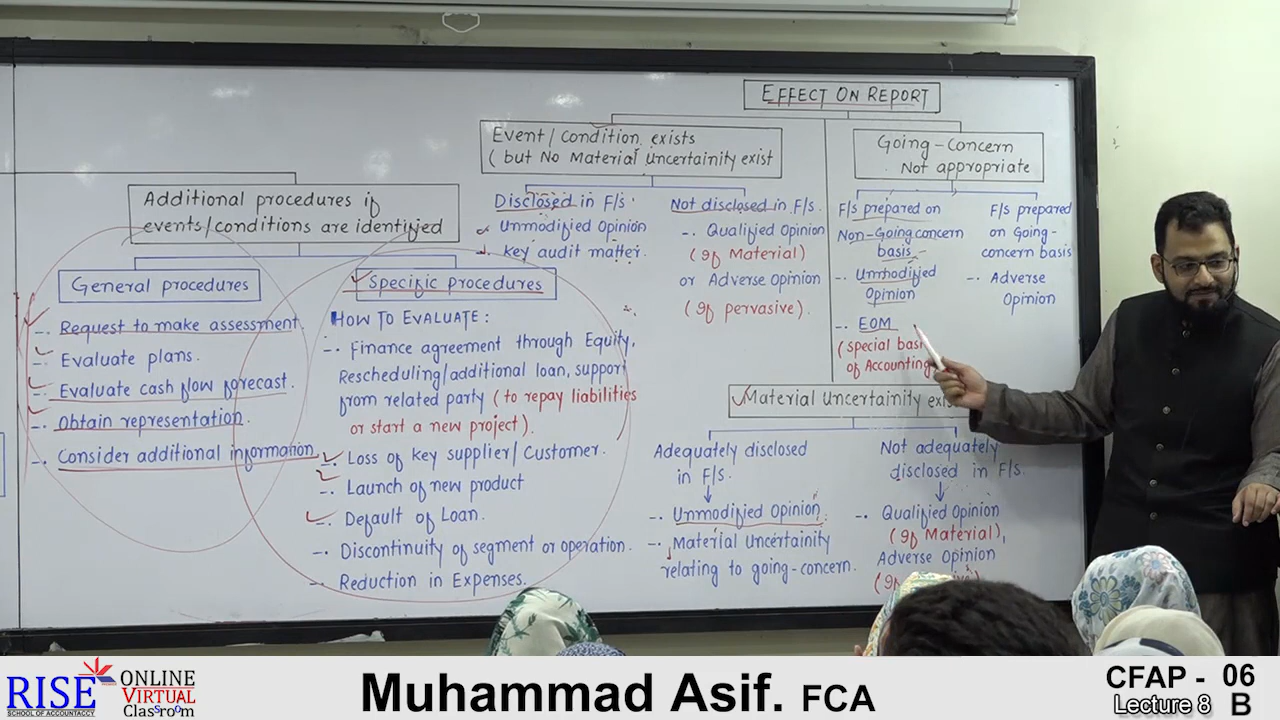 EFFECT ON REPORT
Event/Condition exists
(but No Material Uncertainity exist
Disclosed in F/s.
Unmodified Opinion
Key audit matter.
Not disclosed in F/s.
-. Qualified Opinion
(If Material)
or Adverse Opinion
(If pervasive).
Going-Concern
Not appropriate
F/s prepared on
Non-Going concern
basis
-. Unmodified
Opinion
-. EOM
(special
of Accounting
F/s prepared
on Going-
concern basis
-. Adverse
Opinion
Material Uncertainity
Adequately disclosed
in F/s.
-. Unmodified Opinion.
-. Material Uncertainity
relating to going-concern.
Not adequately
disclosed in F/s.
-. Qualified Opinion
(If Material),
Adverse Opinion
Additional procedures if
events/conditions are identified
General procedures
-. Request to make assessment.
-. Evaluate plans.
-. Evaluate cash flow forecast.
-. Obtain representation.
-. Consider additional information
Specific procedures
HOW TO EVALUATE:
-. Finance agreement through Equity,
Rescheduling/additional loan, support
from related party (to repay liabilities
or start a new project).
-. Loss of key supplier/Customer.
-. Launch of new product
-. Default of Loan.
-. Discontinuity of segment or operation.
-. Reduction in Expenses.
RISE
SCHOOL OF ACCOUNTACY
ONLINE
VIRTUAL
Classroom
Muhammad Asif. FCA
CFAP - 06
Lecture 8 B